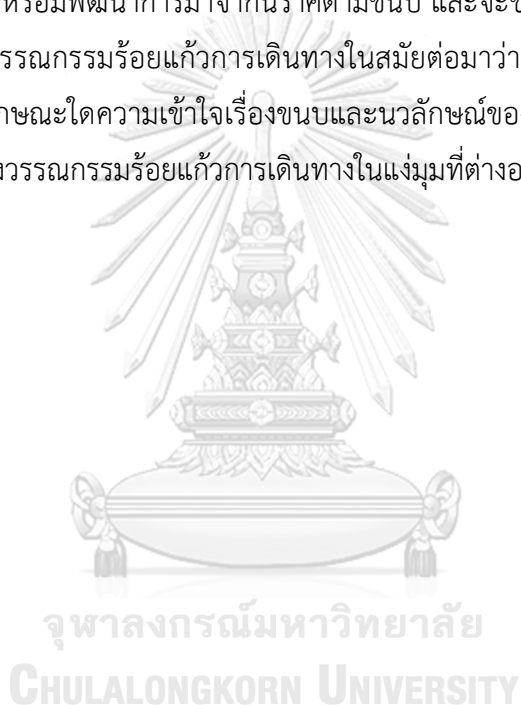 หรือมีพัฒนาการมาจากนิราศตามขนบ และจะช
รรณกรรมร้อยแก้วการเดินทางในสมัยต่อมาว่า
ักษณะใดความเข้าใจเรื่องขนบและนวลักษณ์ของ
งวรรณกรรมร้อยแก้วการเดินทางในแง่มุมที่ต่างอ
จุฬาลงกรณ์มหาวิทยาลัย
CHULALONGKORN UNIVERSITY